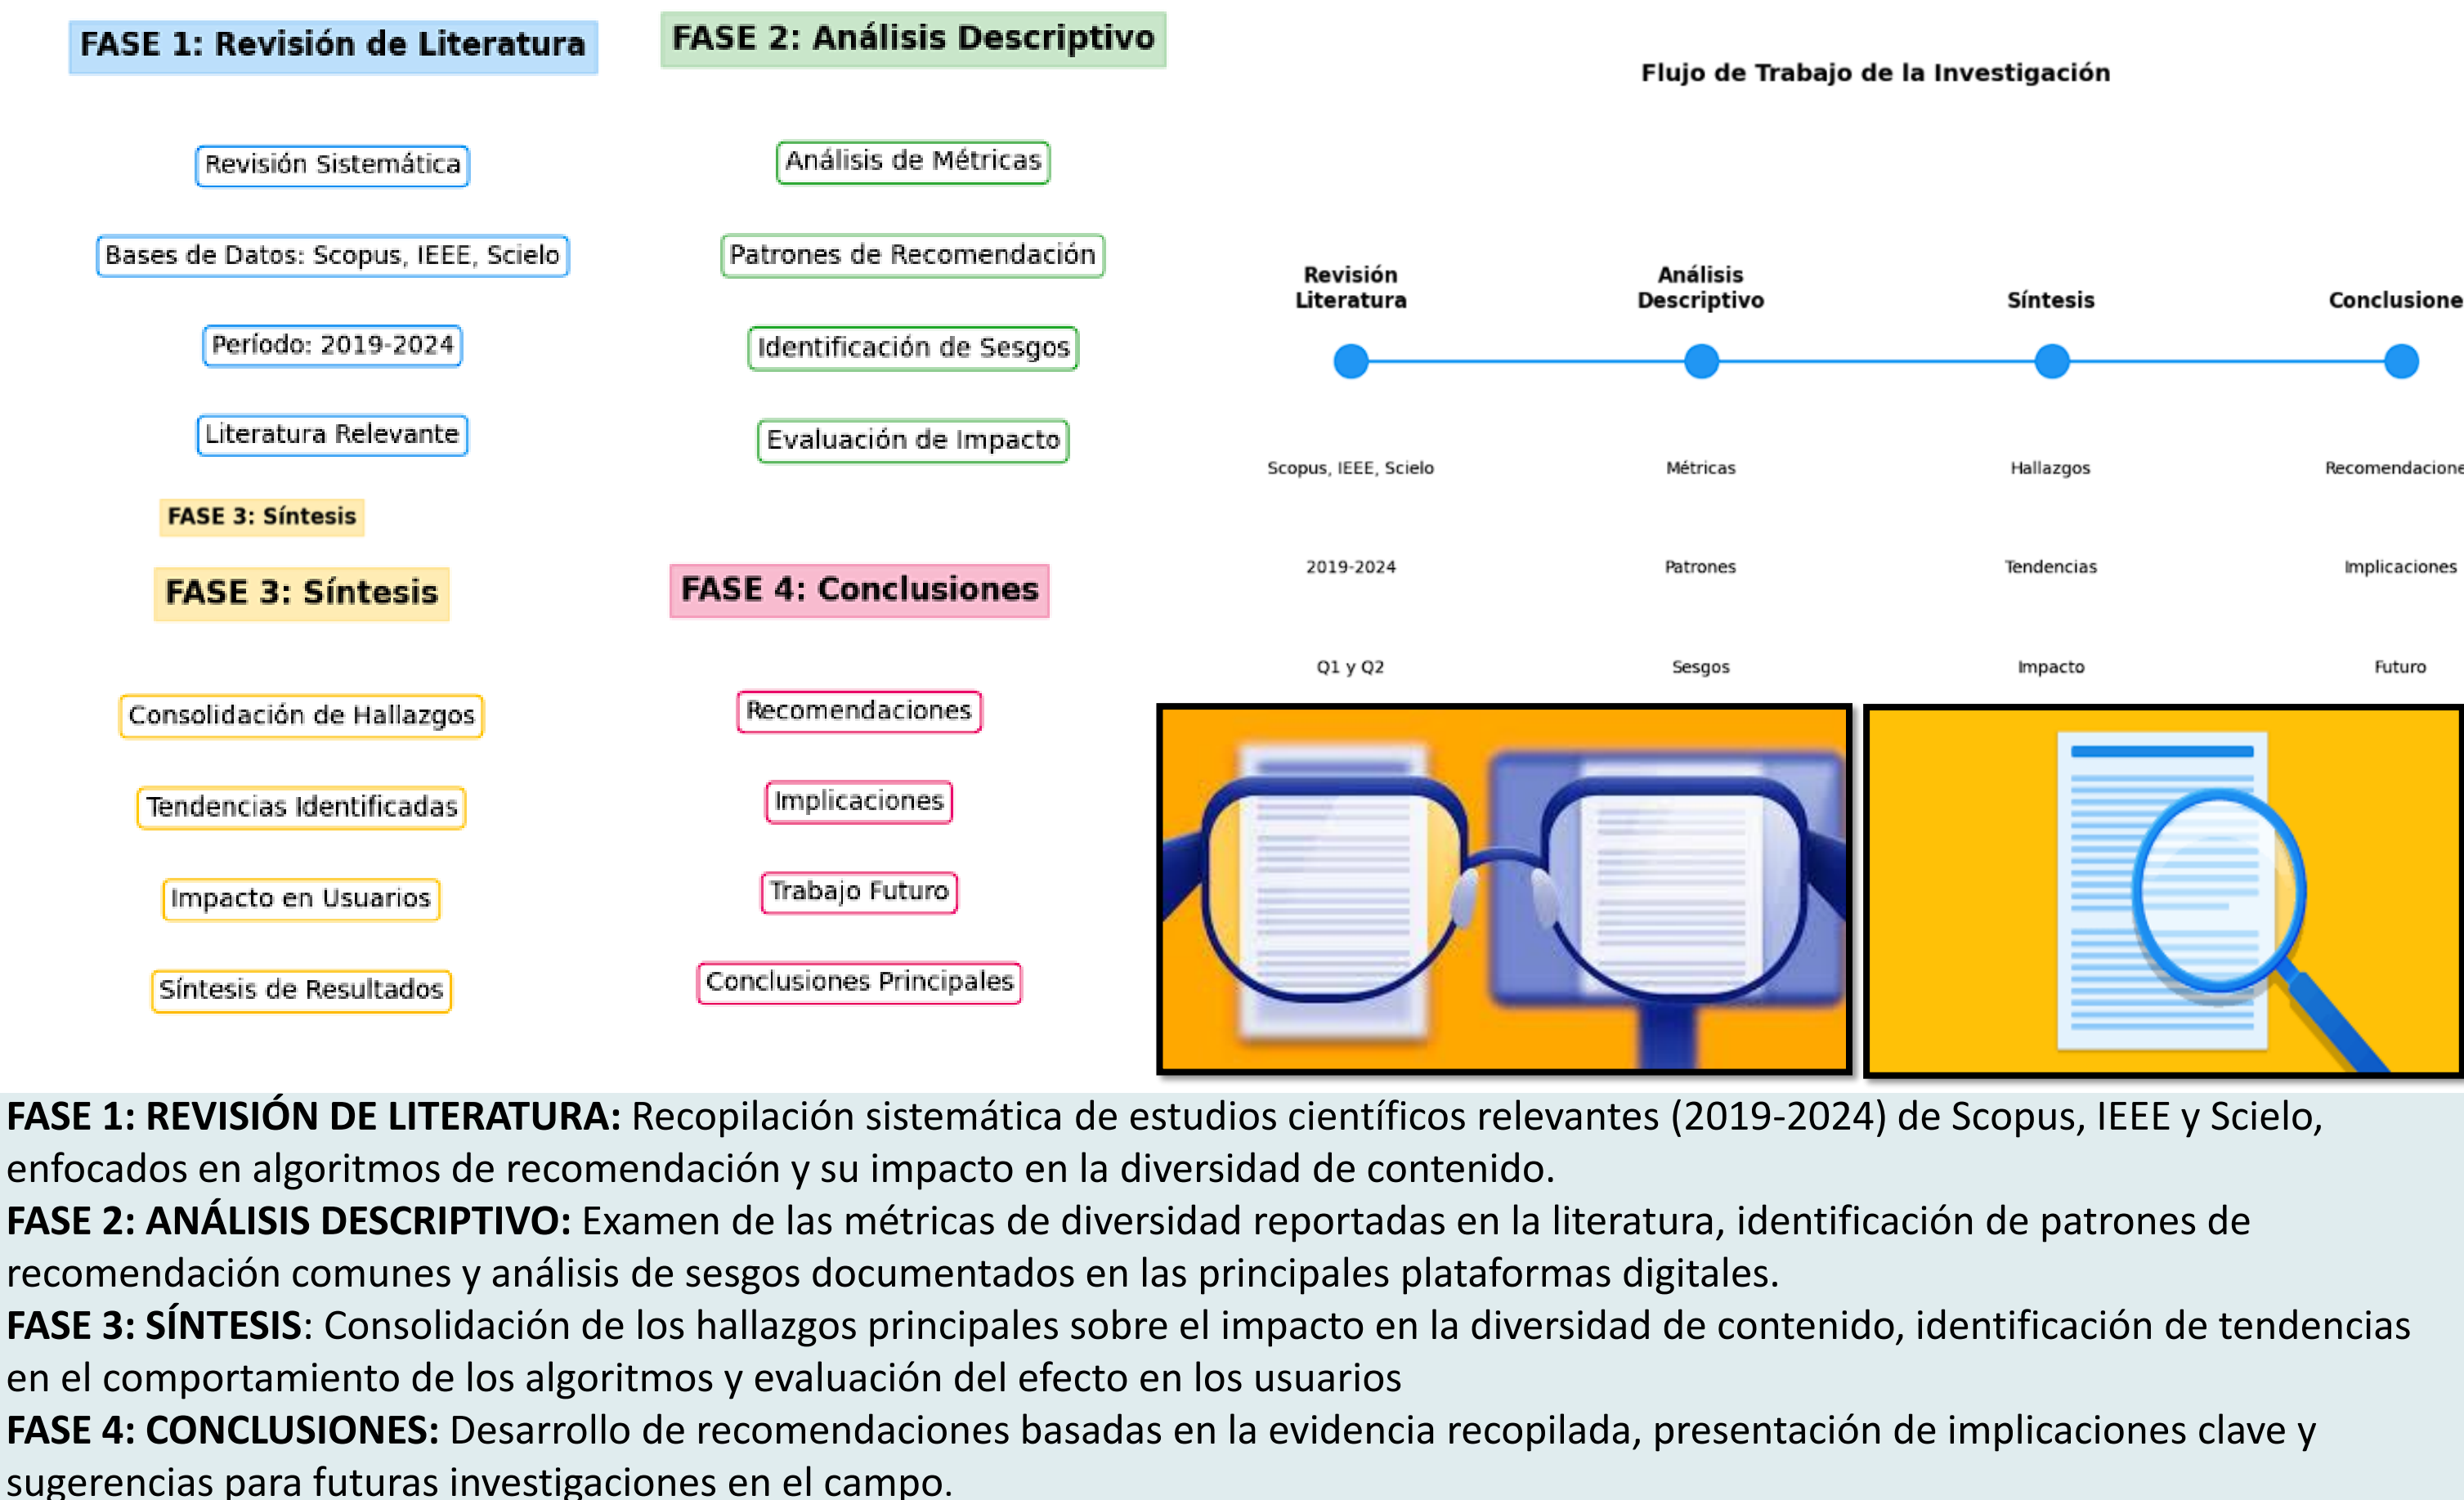 FASE 1: Revisión de Literatura
Revisión Sistemática
Bases de Datos: Scopus, IEEE, Scielo
Período: 2019-2024
Literatura Relevante
FASE 2: Análisis Descriptivo
Análisis de Métricas
Patrones de Recomendación
Identificación de Sesgos
Evaluación de Impacto
FASE 3: Síntesis
FASE 3: Síntesis
Consolidación de Hallazgos
Tendencias Identificadas
Impacto en Usuarios
Síntesis de Resultados
FASE 4: Conclusiones
Recomendaciones
Implicaciones
Trabajo Futuro
Conclusiones Principales
Flujo de Trabajo de la Investigación
Revisión
Literatura
Scopus, IEEE, Scielo
2019-2024
Q1 y Q2
Análisis
Descriptivo
Métricas
Patrones
Sesgos
Síntesis
Hallazgos
Tendencias
Impacto
Conclusione
Recomendacione
Implicaciones
Futuro
FASE 1: REVISIÓN DE LITERATURA: Recopilación sistemática de estudios científicos relevantes (2019-2024) de Scopus, IEEE y Scielo,
enfocados en algoritmos de recomendación y su impacto en la diversidad de contenido.
FASE 2: ANÁLISIS DESCRIPTIVO: Examen de las métricas de diversidad reportadas en la literatura, identificación de patrones de
recomendación comunes y análisis de sesgos documentados en las principales plataformas digitales.
FASE 3: SÍNTESIS: Consolidación de los hallazgos principales sobre el impacto en la diversidad de contenido, identificación de tendencias
en el comportamiento de los algoritmos y evaluación del efecto en los usuarios
FASE 4: CONCLUSIONES: Desarrollo de recomendaciones basadas en la evidencia recopilada, presentación de implicaciones clave y
sugerencias para futuras investigaciones en el campo.